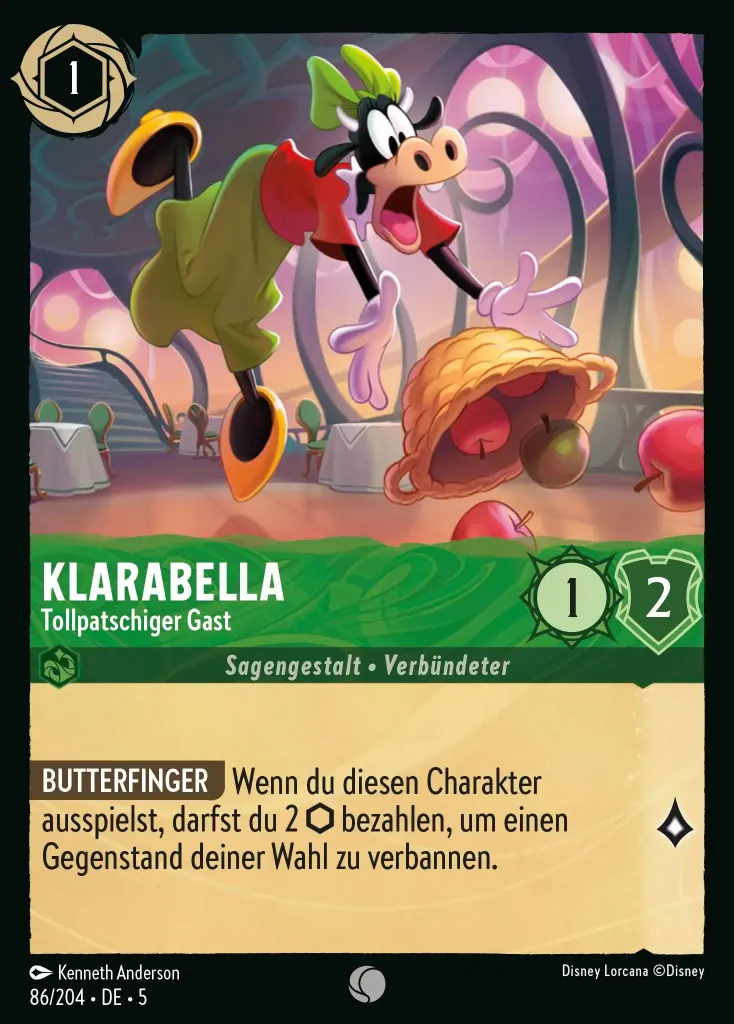 1
KLARABELLA
Tollpatschiger Gast
1
2
Sagengestalt • Verbündeter
BUTTERFINGER Wenn du diesen Charakter
ausspielst, darfst du 2 ⬡ bezahlen, um einen
Gegenstand deiner Wahl zu verbannen.
Kenneth Anderson
Disney Lorcana ©Disney
86/204 • DE • 5